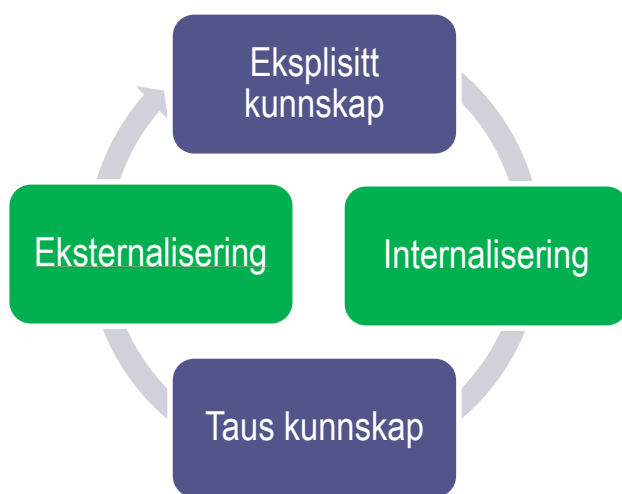 Eksplisitt
kunnskap
Eksternalisering
Internalisering
Taus kunnskap